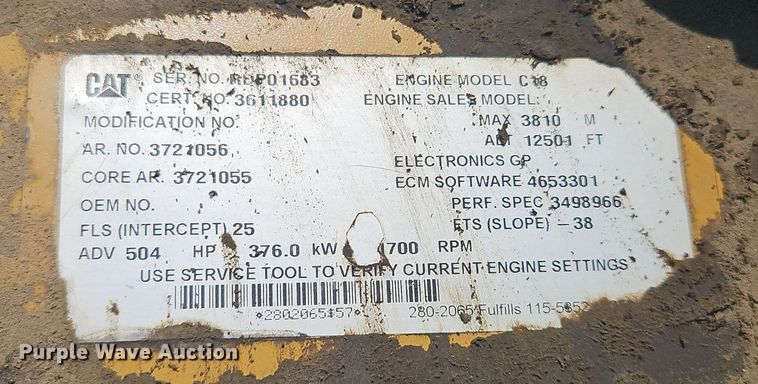 CAT® SER. NO. ENGINE MODEL C18
CERT. NO. 3611880 ENGINE SALES MODEL:
MODIFICATION NO. MAX 3810 M
AR. NO. 3721056 ALT 12501 FT
ELECTRONICS GP
CORE AR. 3721055 ECM SOFTWARE 4653301
OEM NO. PERF. SPEC 3498966
FLS (INTERCEPT) 25 FTS (SLOPE) -38
ADV 504 HP 376.0 kW RPM
USE SERVICE TOOL TO VERIFY CURRENT ENGINE SETTINGS
280-2065 Fulfills
Purple Wave Auction